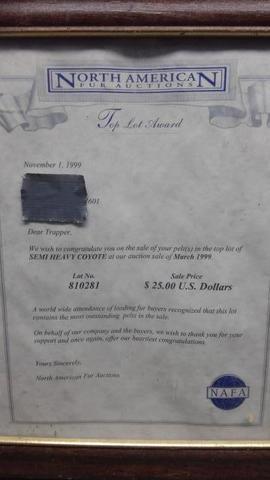 NORTH AMERICAN
FUR AUCTIONS
Top Lot Award
November 1, 1999
601
Dear Trapper,
We wish to congratulate you on the sale of your pelt(s) in the top lot of
SEMI HEAVY COYOTE at our auction sale of March 1999.
Lot No. Sale Price
810281 $ 25.00 U.S. Dollars
A world wide attendance of leading fur buyers recognized that this lot
contains the most outstanding pelts in the sale.
On behalf of our company and the buyers, we wish to thank you for your
support and once again, offer our heartiest congratulations.
Yours Sincerely,
North American Fur Auctions.
NAFA